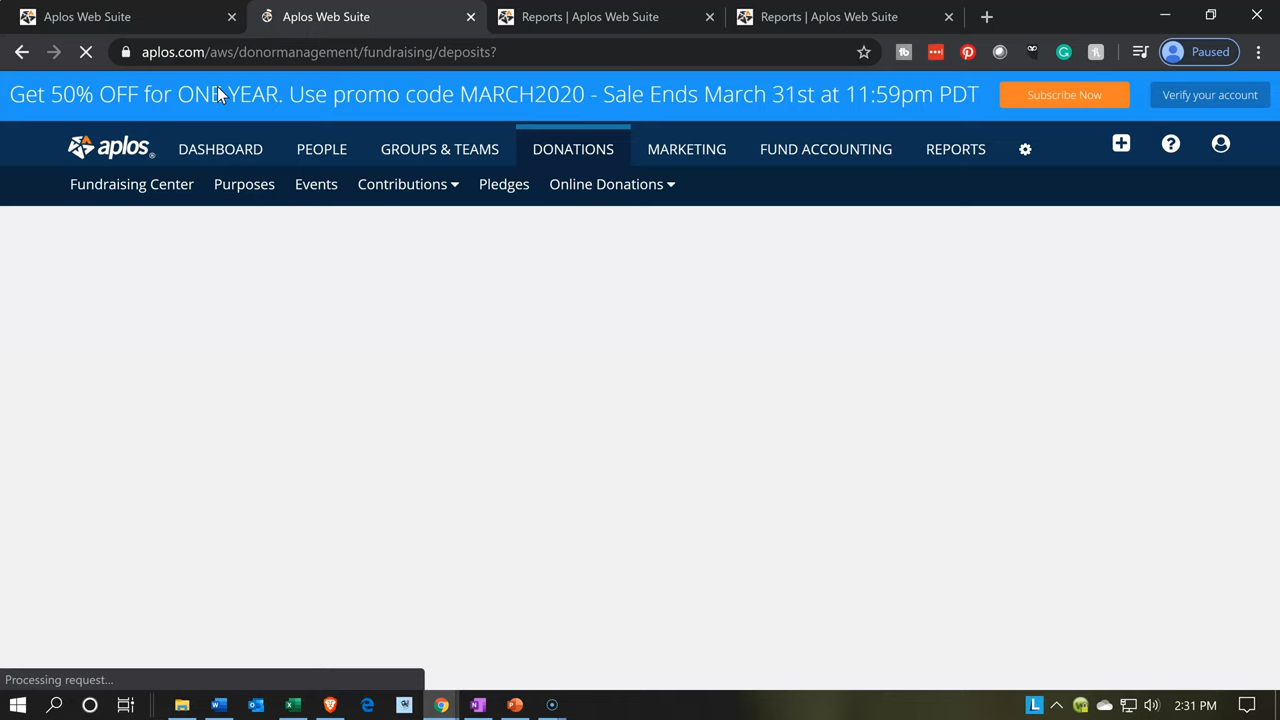 Aplos Web Suite
Aplos Web Suite
Reports | Aplos Web Suite
Reports | Aplos Web Suite
aplos.com/aws/donormanagement/fundraising/deposits?
Paused
Get 50% OFF for ONE YEAR. Use promo code MARCH2020 - Sale Ends March 31st at 11:59pm PDT
Subscribe Now
Verify your account
aplos
DASHBOARD
PEOPLE
GROUPS & TEAMS
DONATIONS
MARKETING
FUND ACCOUNTING
REPORTS
Fundraising Center
Purposes
Events
Contributions
Pledges
Online Donations
Processing request...
2:31 PM